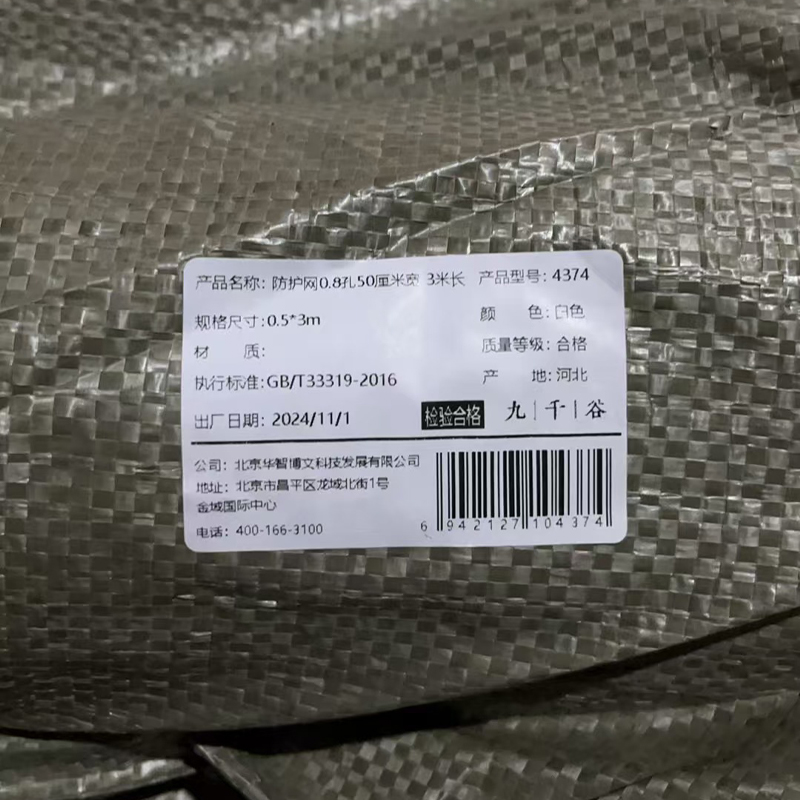 产品名称: 防护网0.8孔50厘米宽 3米长 产品型号: 4374
规格尺寸: 0.5*3m 颜 色: 白色
材 质: 质量等级: 合格
执行标准: GB/T33319-2016 产 地: 河北
出厂日期: 2024/11/1 检验合格 九|千|谷
公司: 北京华智博文科技发展有限公司
地址: 北京市昌平区龙域北街1号
金域国际中心
电话: 400-166-3100
6 942127 104374